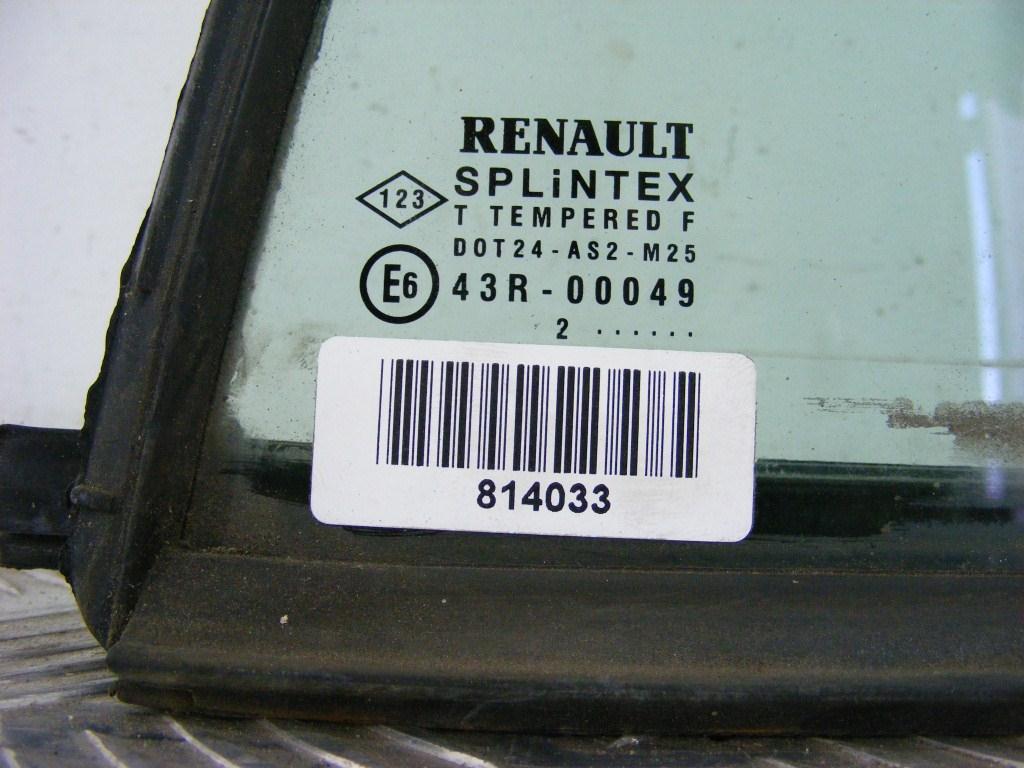 RENAULT
SPLiNTEX
123
T TEMPERED F
DOT24-AS2-M25
E6 43R-00049
2 ......
814033